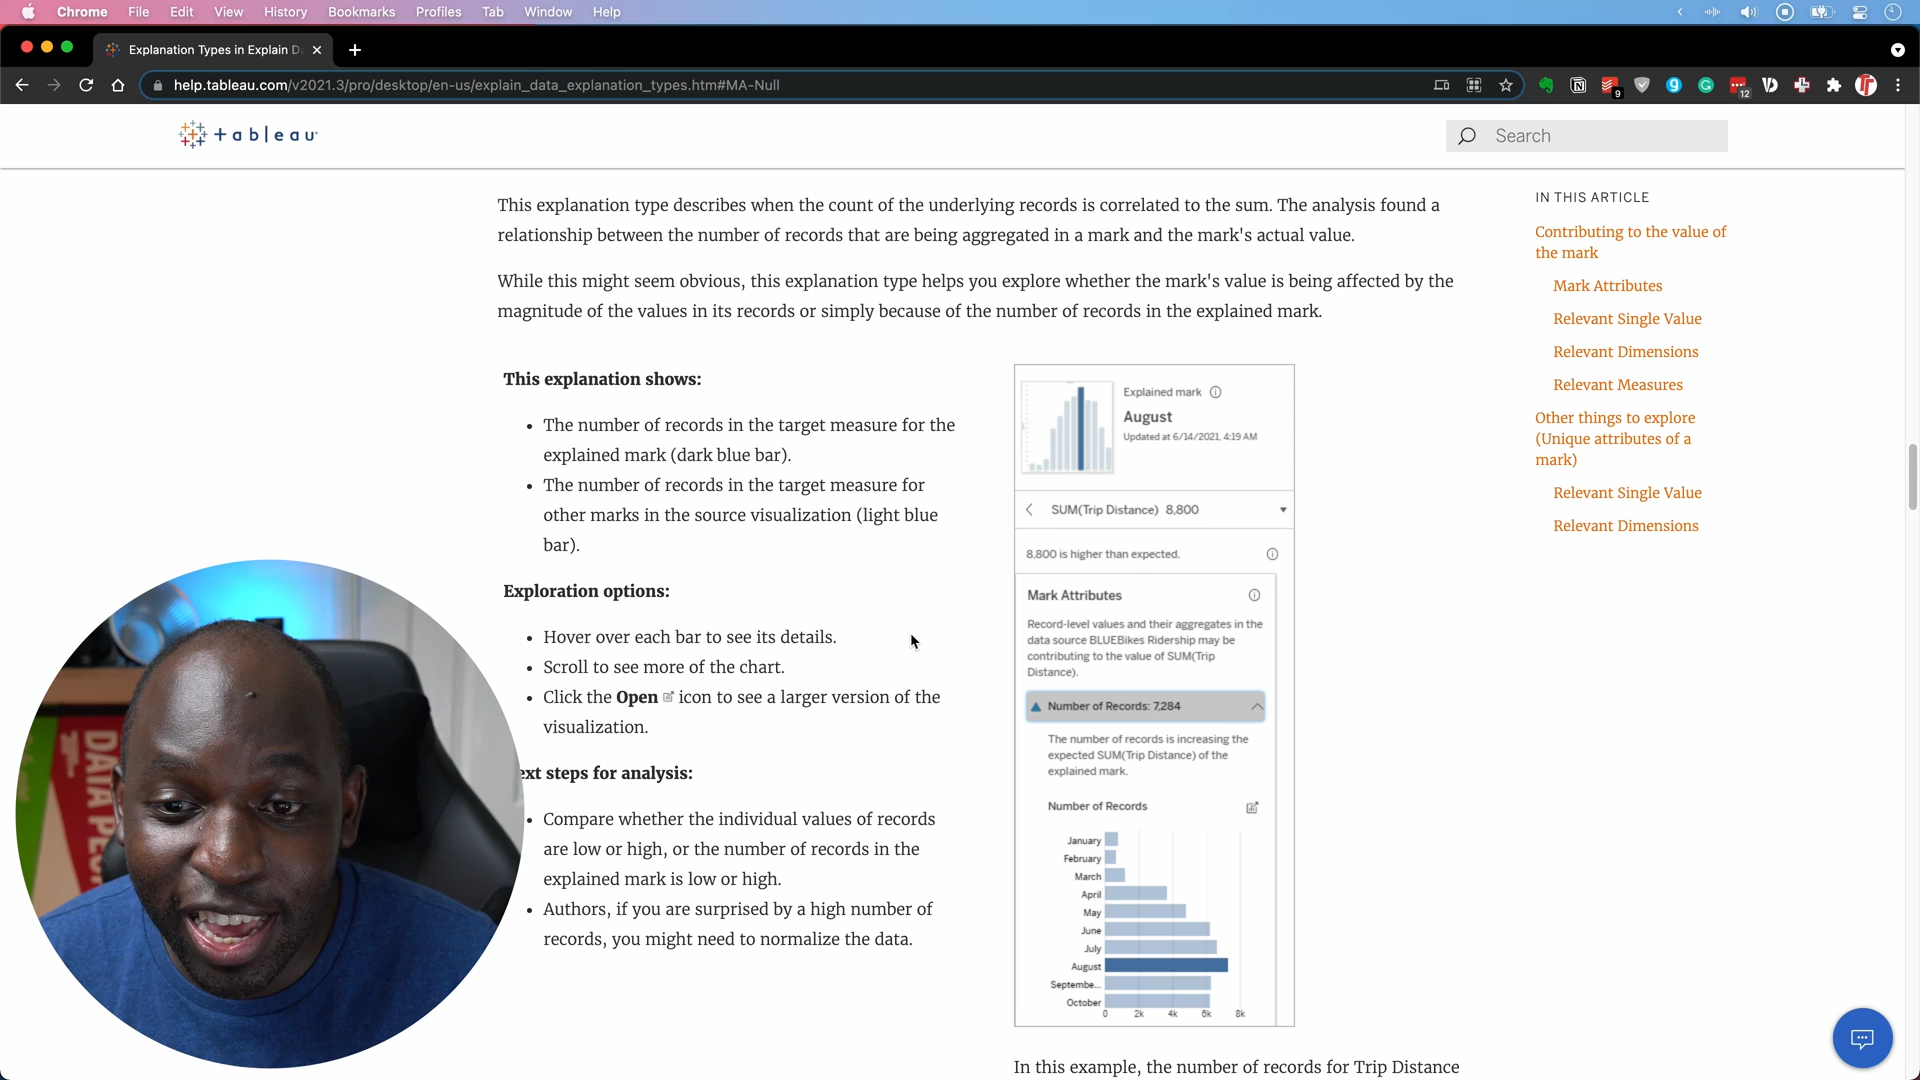 Chrome File Edit View History Bookmarks Profiles Tab Window Help
Explanation Types in Explain D
help.tableau.com/v2021.3/pro/desktop/en-us/explain_data_explanation_types.htm#MA-Null
9
12
+ableau
Search
This explanation type describes when the count of the underlying records is correlated to the sum. The analysis found a
relationship between the number of records that are being aggregated in a mark and the mark's actual value.
While this might seem obvious, this explanation type helps you explore whether the mark's value is being affected by the
magnitude of the values in its records or simply because of the number of records in the explained mark.
This explanation shows:
• The number of records in the target measure for the
explained mark (dark blue bar).
• The number of records in the target measure for
other marks in the source visualization (light blue
bar).
Exploration options:
• Hover over each bar to see its details.
• Scroll to see more of the chart.
• Click the Open icon to see a larger version of the
visualization.
ext steps for analysis:
• Compare whether the individual values of records
are low or high, or the number of records in the
explained mark is low or high.
• Authors, if you are surprised by a high number of
records, you might need to normalize the data.
Explained mark
August
Updated at 6/14/2021, 4:19 AM
SUM(Trip Distance) 8,800
8,800 is higher than expected.
Mark Attributes
Record-level values and their aggregates in the
data source BLUEBikes Ridership may be
contributing to the value of SUM(Trip
Distance).
Number of Records: 7,284
The number of records is increasing the
expected SUM(Trip Distance) of the
explained mark.
Number of Records
January
February
March
April
May
June
July
August
Septembe...
October
0 2k 4k 6k 8k
In this example, the number of records for Trip Distance
IN THIS ARTICLE
Contributing to the value of
the mark
Mark Attributes
Relevant Single Value
Relevant Dimensions
Relevant Measures
Other things to explore
(Unique attributes of a
mark)
Relevant Single Value
Relevant Dimensions